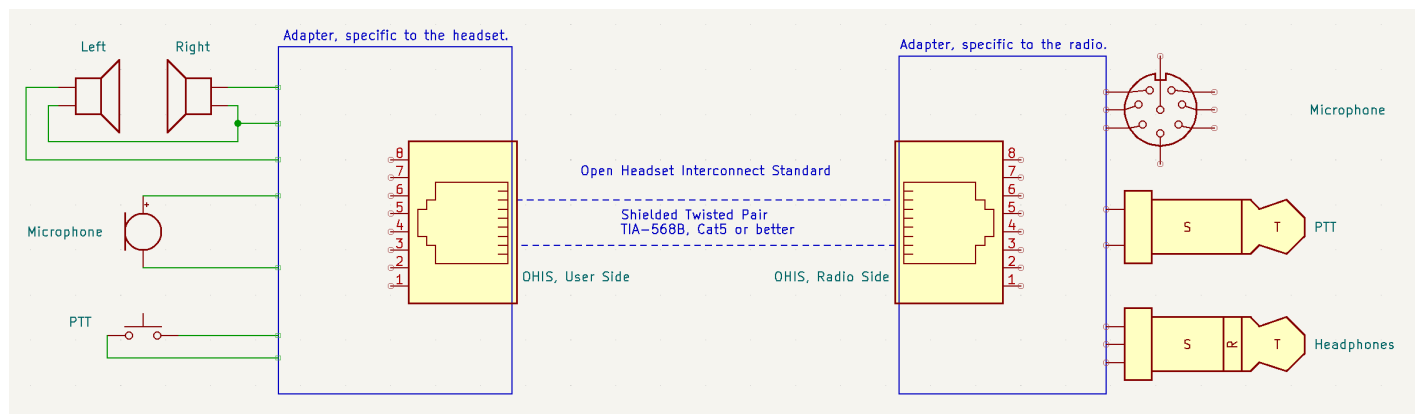 Adapter, specific to the headset.
Adapter, specific to the radio.
Left
Right
Microphone
+
Microphone
PTT
8
7
6
5
4
3
2
1
Open Headset Interconnect Standard
Shielded Twisted Pair
TIA-568B, Cat5 or better
OHIS, User Side
OHIS, Radio Side
8
7
6
5
4
3
2
1
S
T
PTT
S
R
T
Headphones